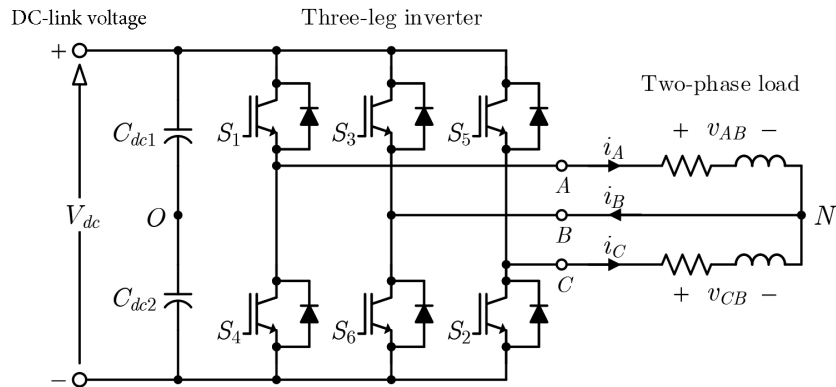 DC-link voltage
Three-leg inverter
Two-phase load
+
V_dc
−
C_dc1
O
C_dc2
S_1
S_3
S_5
S_4
S_6
S_2
A
i_A
+ v_AB −
B
i_B
N
C
i_C
+ v_CB −